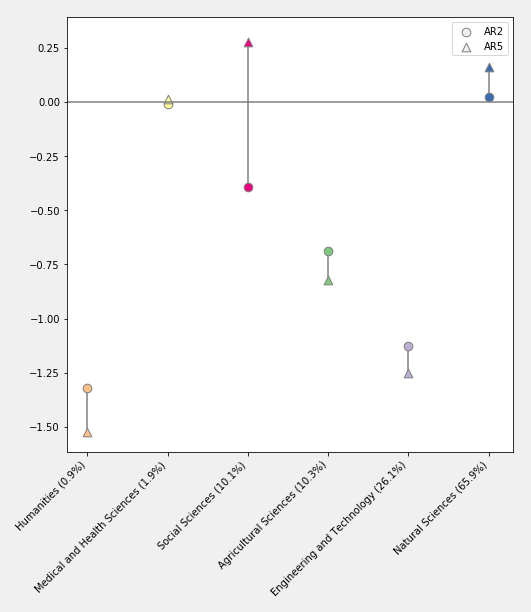 AR2
AR5
0.25
0.00
−0.25
−0.50
−0.75
−1.00
−1.25
−1.50
Humanities (0.9%)
Medical and Health Sciences (1.9%)
Social Sciences (10.1%)
Agricultural Sciences (10.3%)
Engineering and Technology (26.1%)
Natural Sciences (65.9%)